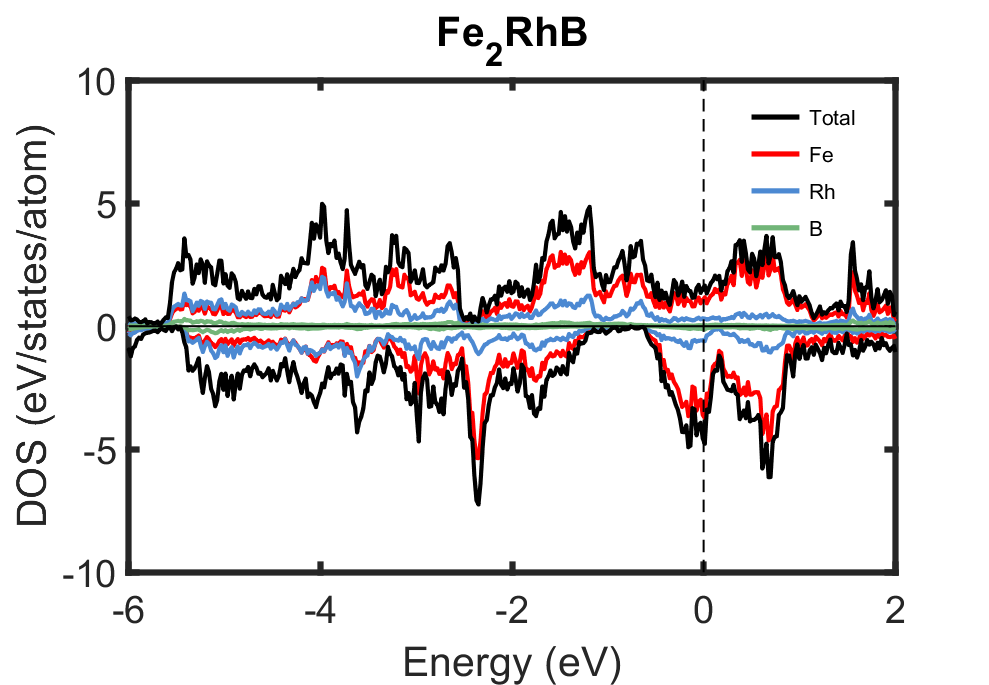 Fe₂RhB
10
5
0
-5
-10
DOS (eV/states/atom)
Total
Fe
Rh
B
-6 -4 -2 0 2
Energy (eV)